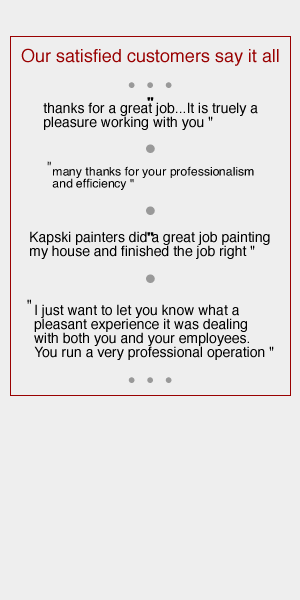 Our satisfied customers say it all
"
thanks for a great job...It is truely a
pleasure working with you "
"
many thanks for your professionalism
and efficiency "
"
Kapski painters did a great job painting
my house and finished the job right "
"
I just want to let you know what a
pleasant experience it was dealing
with both you and your employees.
You run a very professional operation "